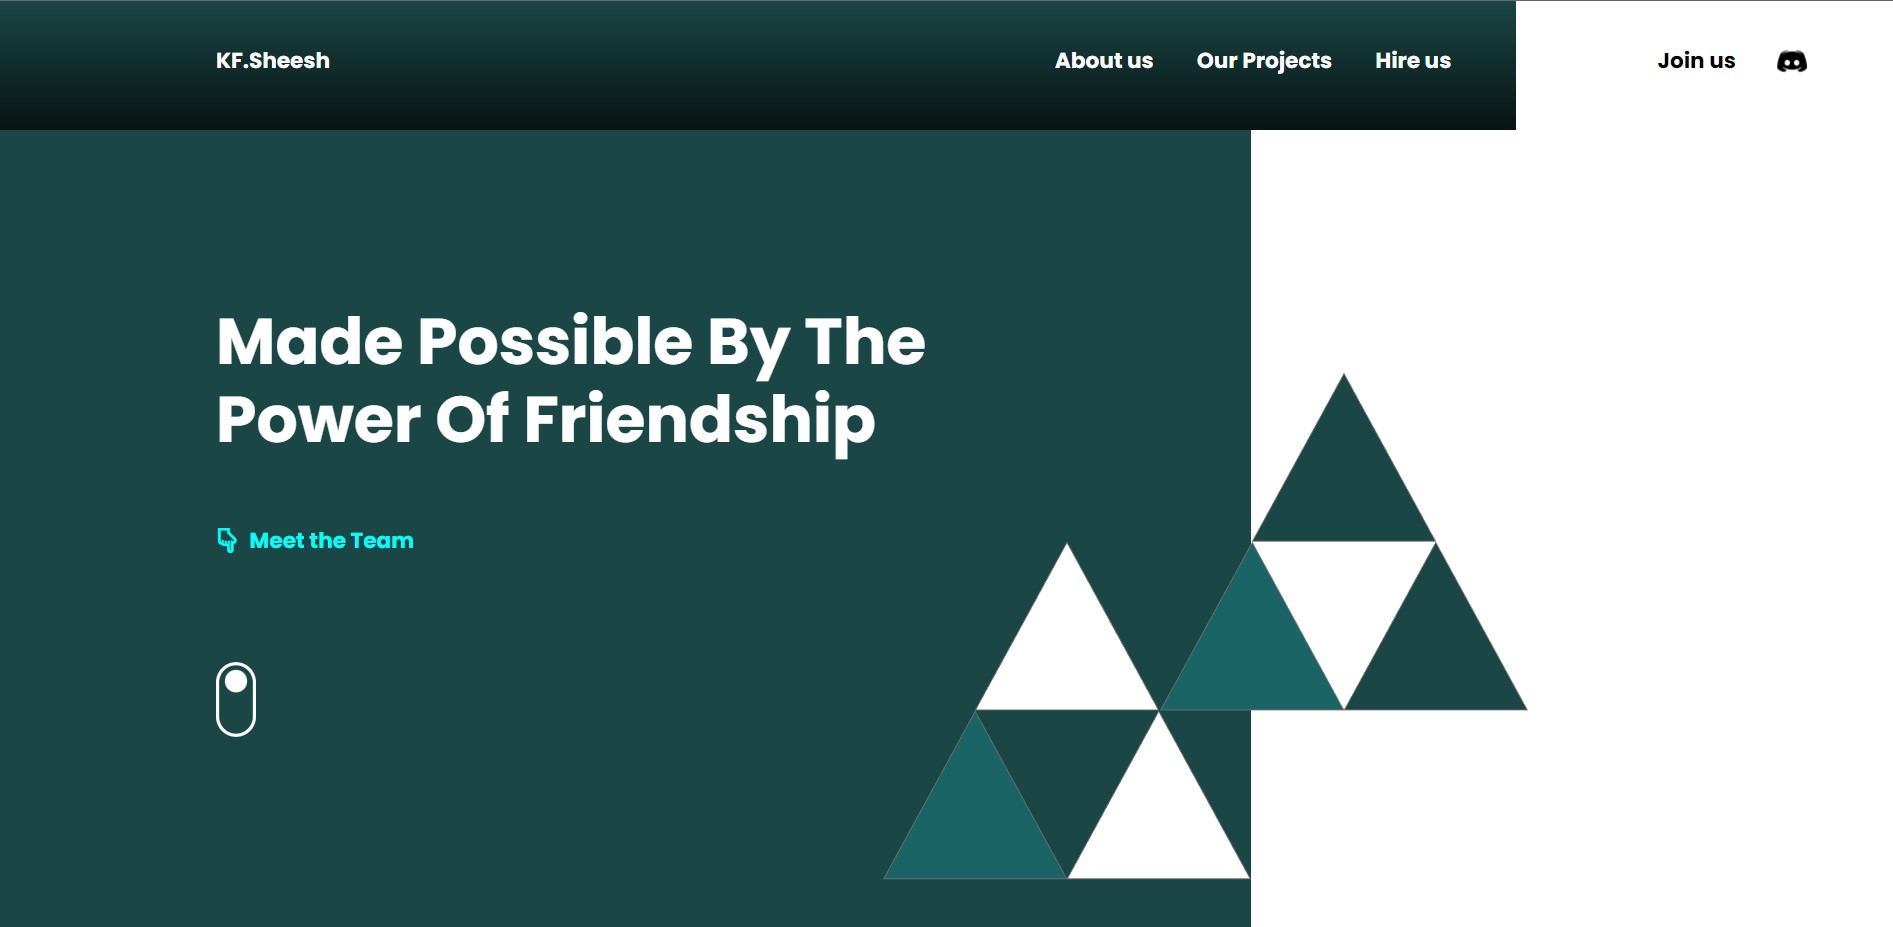 KF.Sheesh
About us
Our Projects
Hire us
Join us
Made Possible By The
Power Of Friendship
Meet the Team